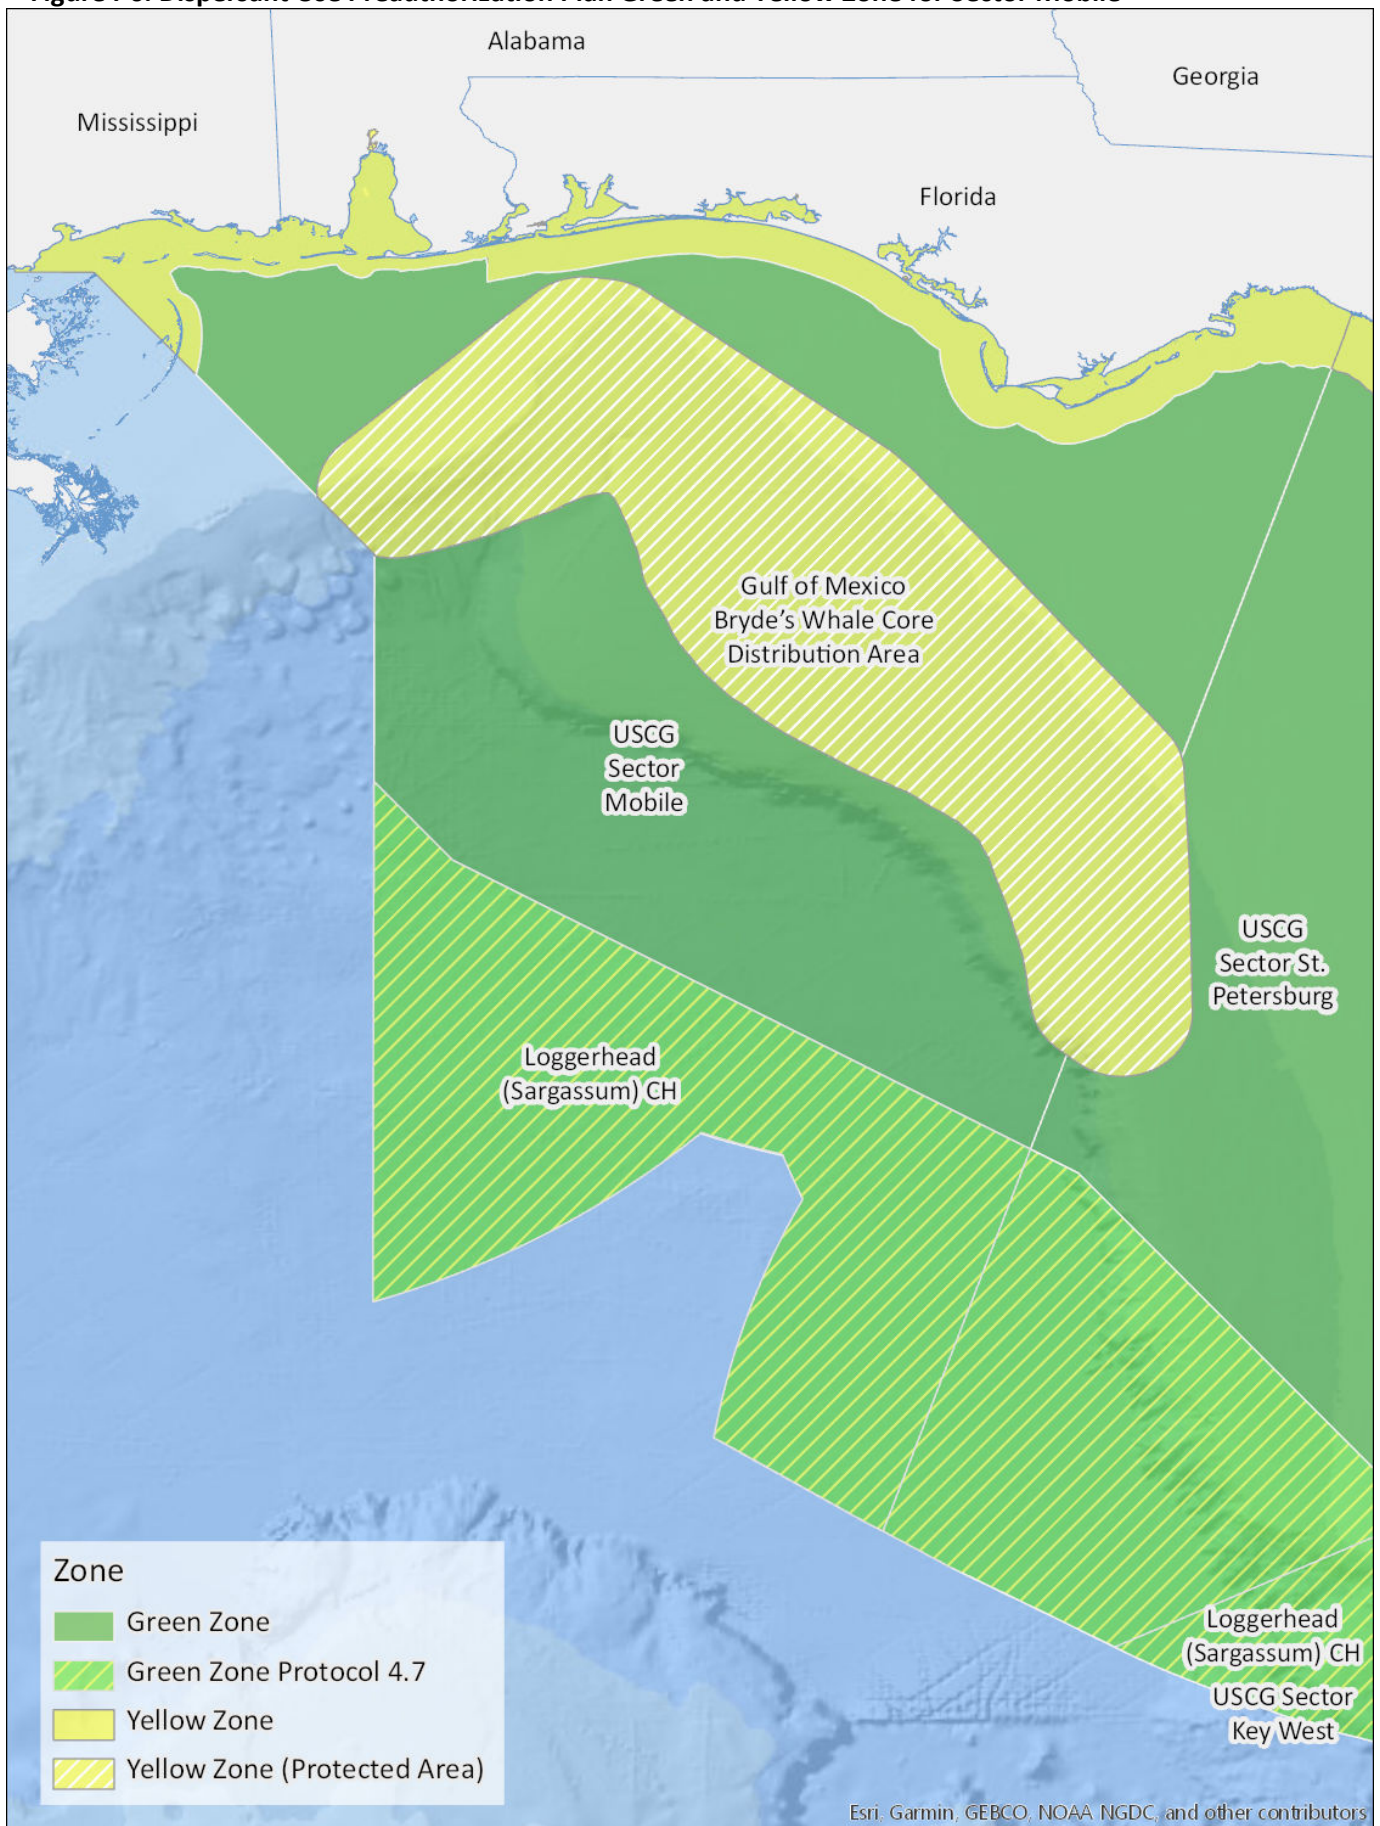 Alabama
Georgia
Mississippi
Florida
Gulf of Mexico
Bryde's Whale Core
Distribution Area
USCG
Sector
Mobile
USCG
Sector St.
Petersburg
Loggerhead
(Sargassum) CH
Zone
Green Zone
Green Zone Protocol 4.7
Yellow Zone
Yellow Zone (Protected Area)
Loggerhead
(Sargassum) CH
USCG Sector
Key West
Esri, Garmin, GEBCO, NOAA NGDC, and other contributors